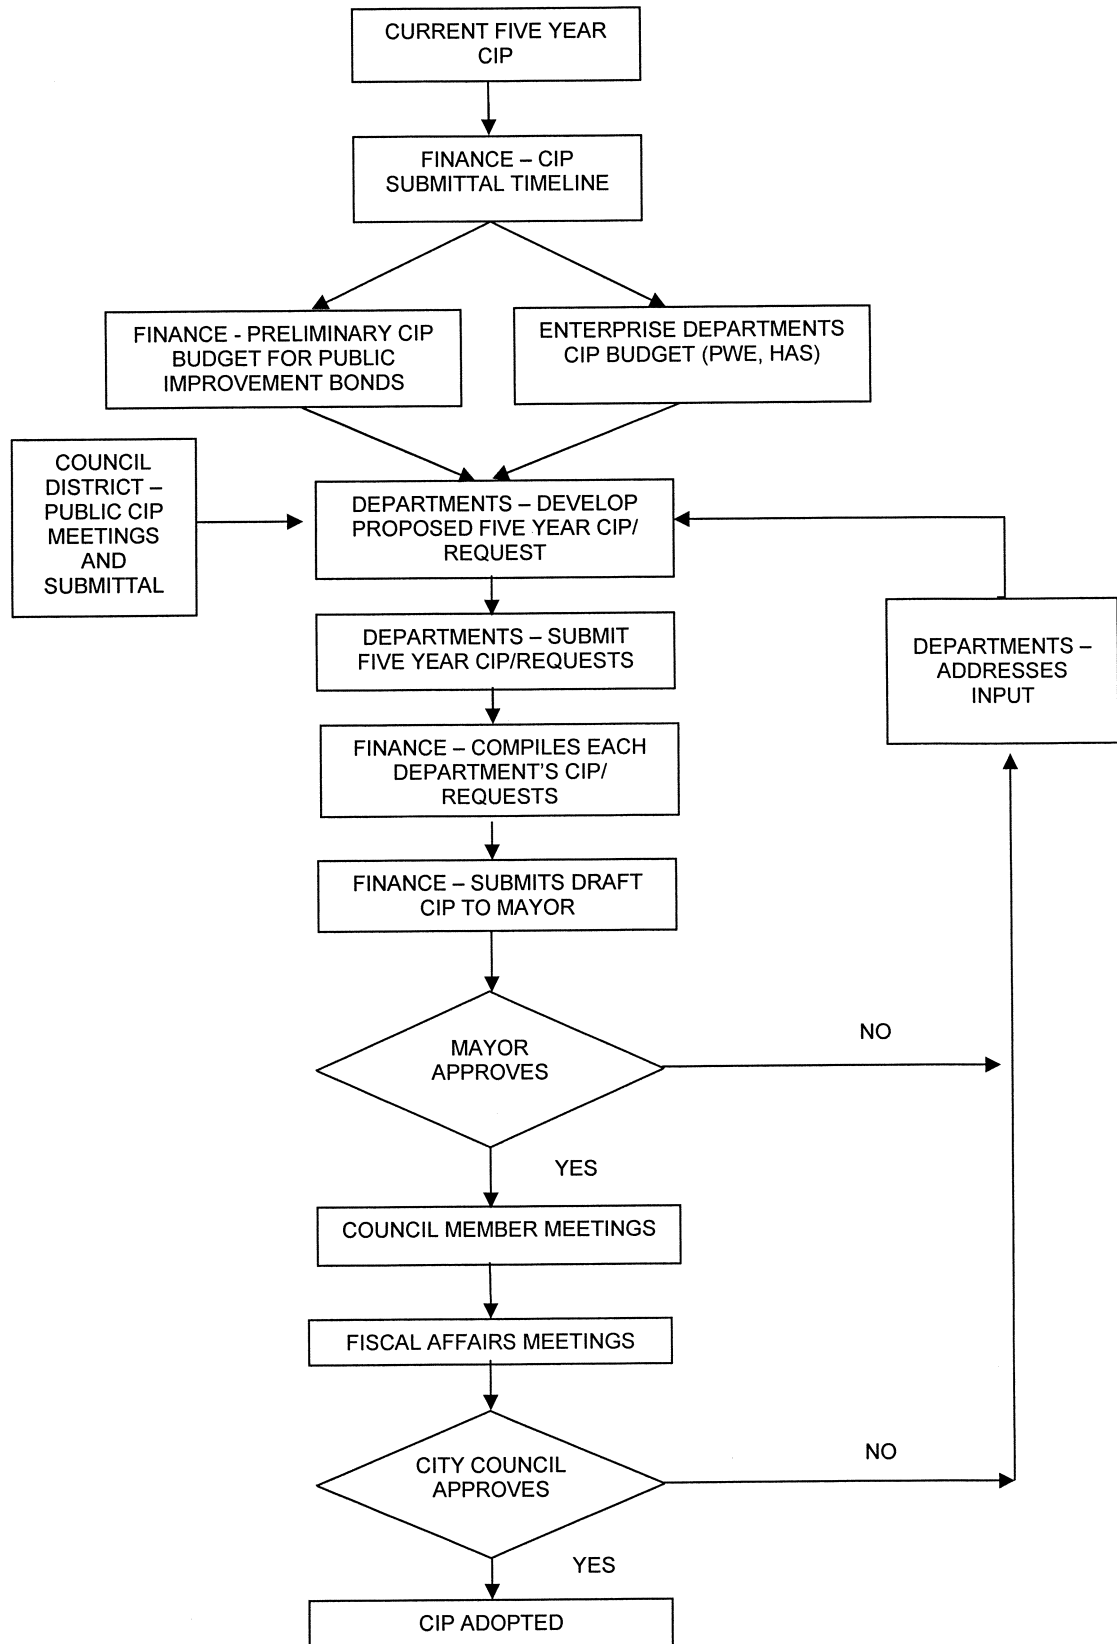 CURRENT FIVE YEAR
CIP
FINANCE – CIP
SUBMITTAL TIMELINE
FINANCE - PRELIMINARY CIP
BUDGET FOR PUBLIC
IMPROVEMENT BONDS
ENTERPRISE DEPARTMENTS
CIP BUDGET (PWE, HAS)
COUNCIL
DISTRICT –
PUBLIC CIP
MEETINGS
AND
SUBMITTAL
DEPARTMENTS – DEVELOP
PROPOSED FIVE YEAR CIP/
REQUEST
DEPARTMENTS – SUBMIT
FIVE YEAR CIP/REQUESTS
DEPARTMENTS –
ADDRESSES
INPUT
FINANCE – COMPILES EACH
DEPARTMENT'S CIP/
REQUESTS
FINANCE – SUBMITS DRAFT
CIP TO MAYOR
MAYOR
APPROVES
NO
YES
COUNCIL MEMBER MEETINGS
FISCAL AFFAIRS MEETINGS
CITY COUNCIL
APPROVES
NO
YES
CIP ADOPTED